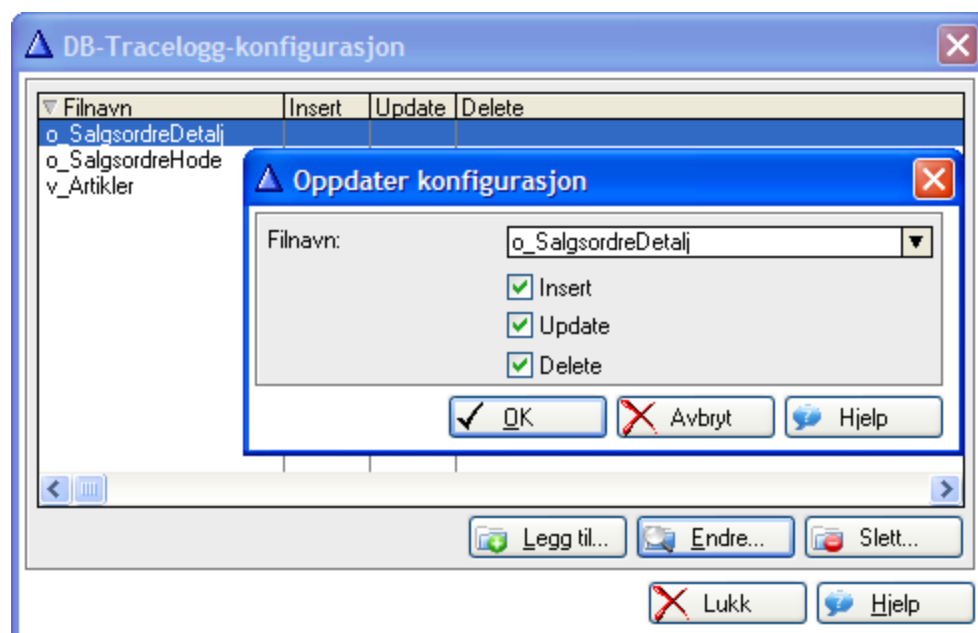 DB-Tracelogg-konfigurasjon
Filnavn Insert Update Delete
o_SalgsordreDetalj
o_SalgsordreHode
v_Artikler
Oppdater konfigurasjon
Filnavn: o_SalgsordreDetalj
Insert
Update
Delete
OK Avbryt Hjelp
Legg til... Endre... Slett...
Lukk Hjelp